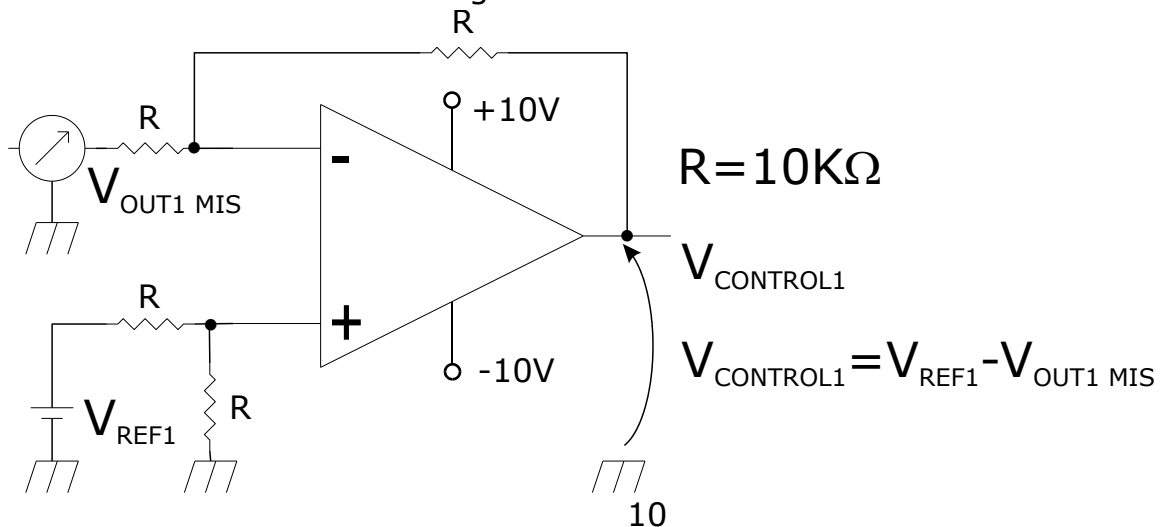 g
R
+10V
R
-
R=10KΩ
V_OUT1 MIS
V_CONTROL1
R
+
-10V
V_CONTROL1=V_REF1-V_OUT1 MIS
V_REF1
R
10